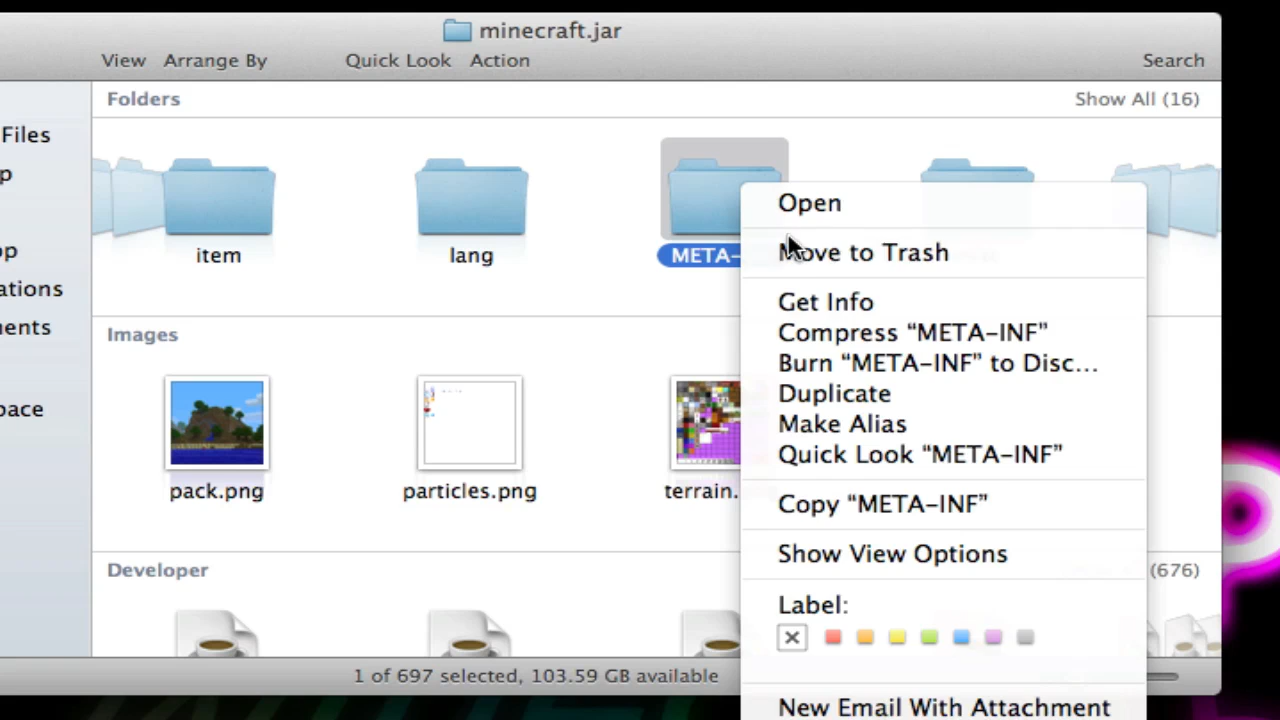 minecraft.jar
View Arrange By Quick Look Action Search
Folders Show All (16)
Files
p
item lang META-
op
ations
ments
Images
pace
pack.png particles.png terrain.
Developer (676)
1 of 697 selected, 103.59 GB available
Open
Move to Trash
Get Info
Compress “META-INF”
Burn “META-INF” to Disc...
Duplicate
Make Alias
Quick Look “META-INF”
Copy “META-INF”
Show View Options
Label:
New Email With Attachment